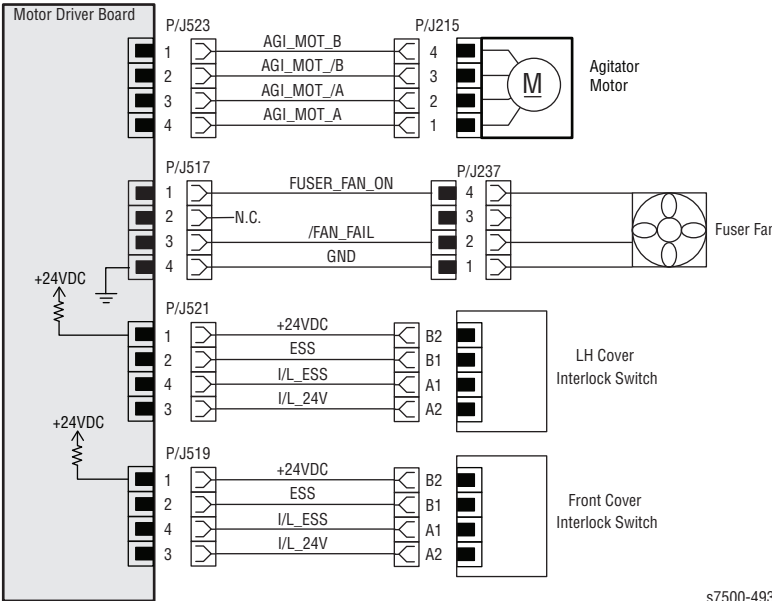 Motor Driver Board
P/J523
P/J215
1 AGI_MOT_B 4
2 AGI_MOT_/B 3
3 AGI_MOT_/A 2
4 AGI_MOT_A 1
M
Agitator
Motor
P/J517
P/J237
1 FUSER_FAN_ON 4
2 N.C. 3
3 /FAN_FAIL 2
4 GND 1
Fuser Fan
+24VDC
P/J521
1 +24VDC B2
2 ESS B1
4 I/L_ESS A1
3 I/L_24V A2
LH Cover
Interlock Switch
+24VDC
P/J519
1 +24VDC B2
2 ESS B1
4 I/L_ESS A1
3 I/L_24V A2
Front Cover
Interlock Switch
s7500-493